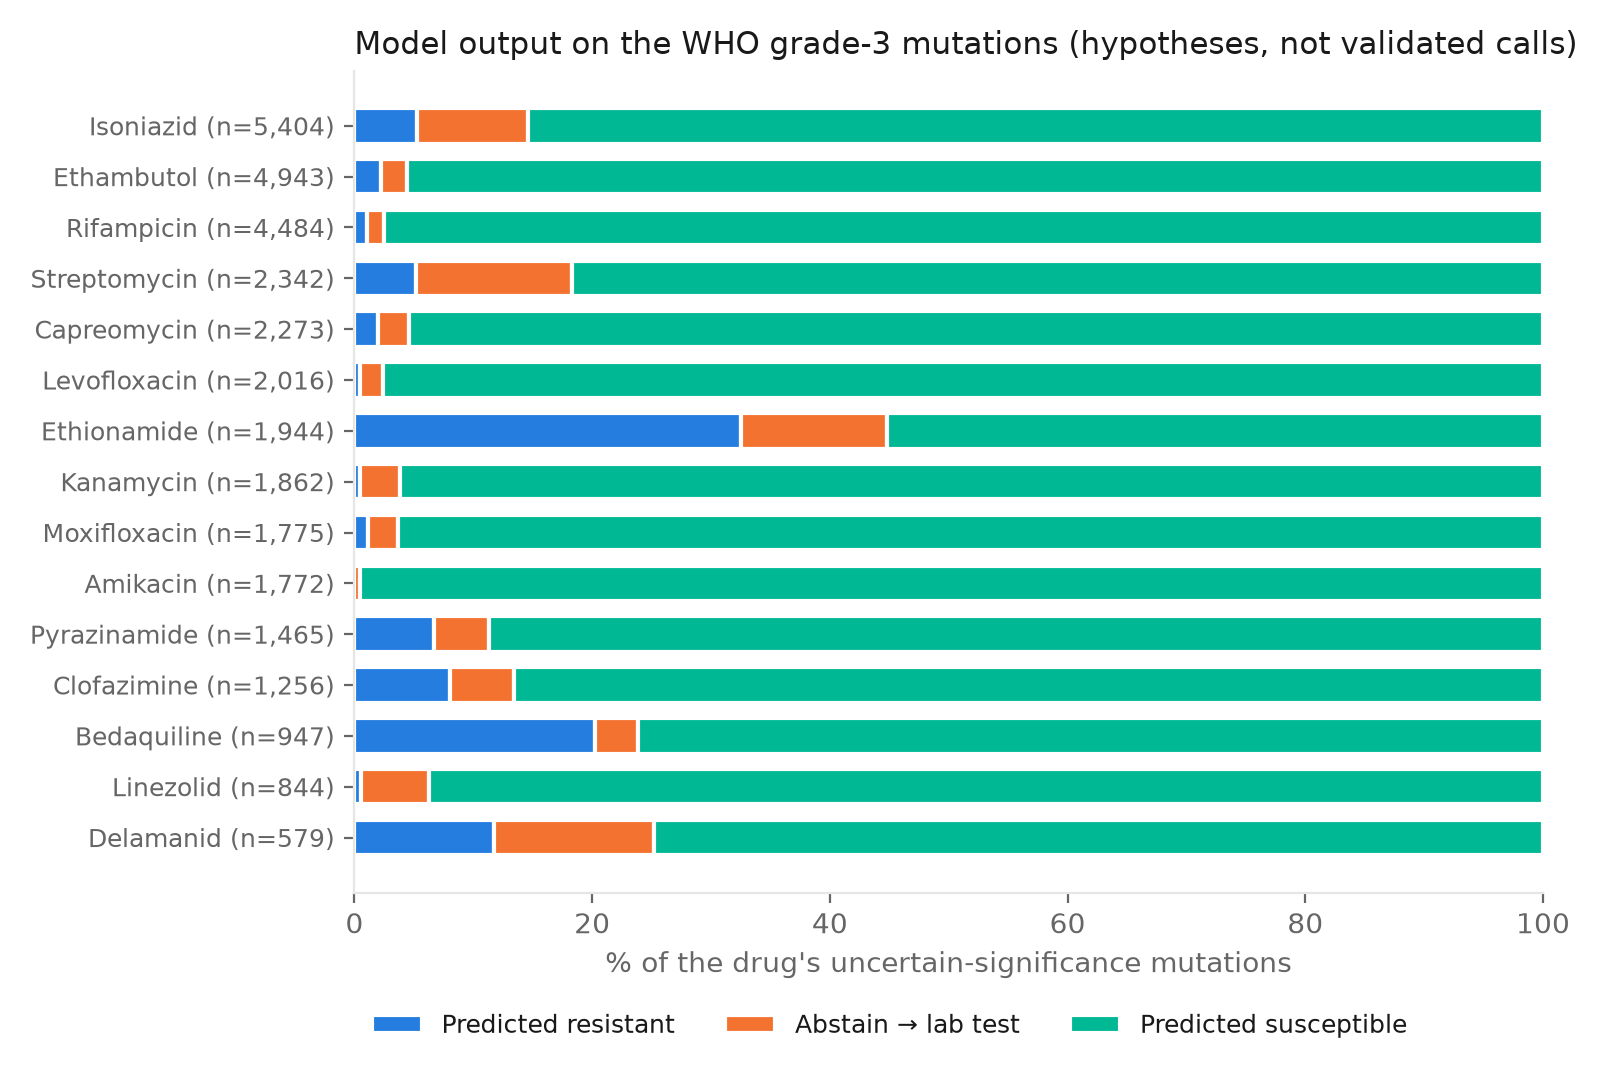 Model output on the WHO grade-3 mutations (hypotheses, not validated calls)
Isoniazid (n=5,404)
Ethambutol (n=4,943)
Rifampicin (n=4,484)
Streptomycin (n=2,342)
Capreomycin (n=2,273)
Levofloxacin (n=2,016)
Ethionamide (n=1,944)
Kanamycin (n=1,862)
Moxifloxacin (n=1,775)
Amikacin (n=1,772)
Pyrazinamide (n=1,465)
Clofazimine (n=1,256)
Bedaquiline (n=947)
Linezolid (n=844)
Delamanid (n=579)
0 20 40 60 80 100
% of the drug's uncertain-significance mutations
Predicted resistant Abstain → lab test Predicted susceptible